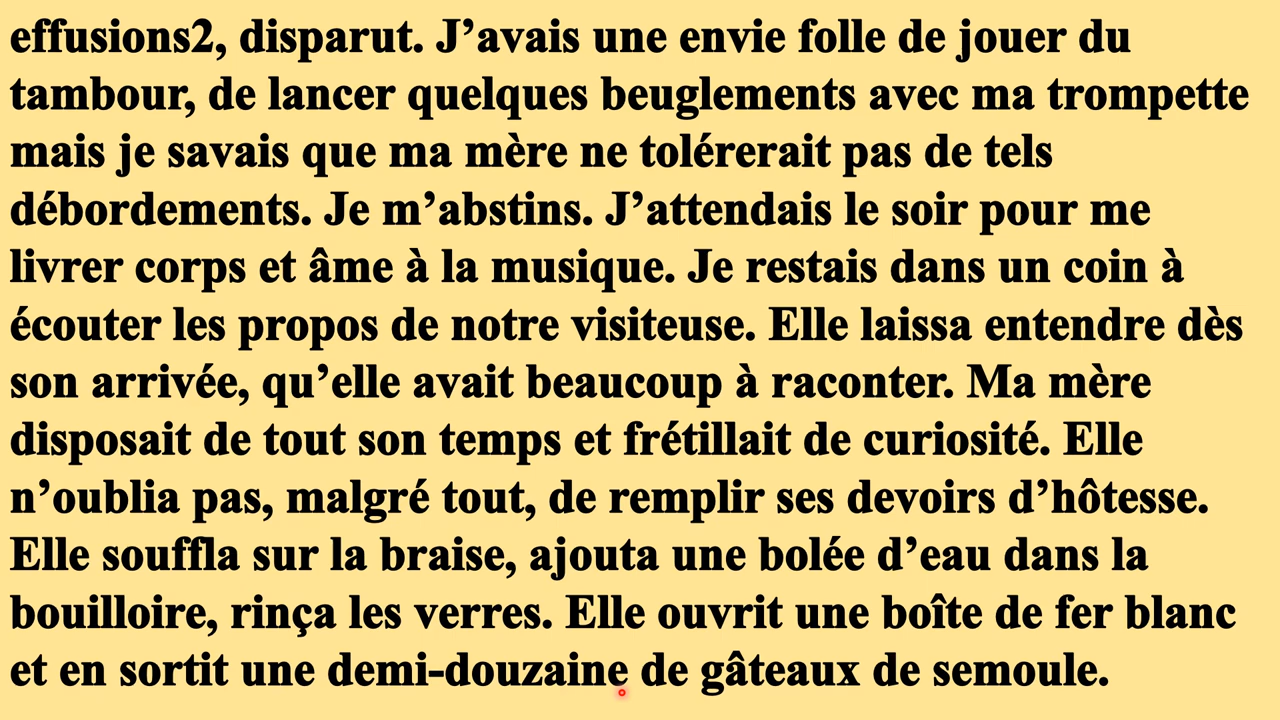 effusions2, disparut. J’avais une envie folle de jouer du
tambour, de lancer quelques beuglements avec ma trompette
mais je savais que ma mère ne tolérerait pas de tels
débordements. Je m’abstins. J’attendais le soir pour me
livrer corps et âme à la musique. Je restais dans un coin à
écouter les propos de notre visiteuse. Elle laissa entendre dès
son arrivée, qu’elle avait beaucoup à raconter. Ma mère
disposait de tout son temps et frétillait de curiosité. Elle
n’oublia pas, malgré tout, de remplir ses devoirs d’hôtesse.
Elle souffla sur la braise, ajouta une bolée d’eau dans la
bouilloire, rinça les verres. Elle ouvrit une boîte de fer blanc
et en sortit une demi-douzaine de gâteaux de semoule.